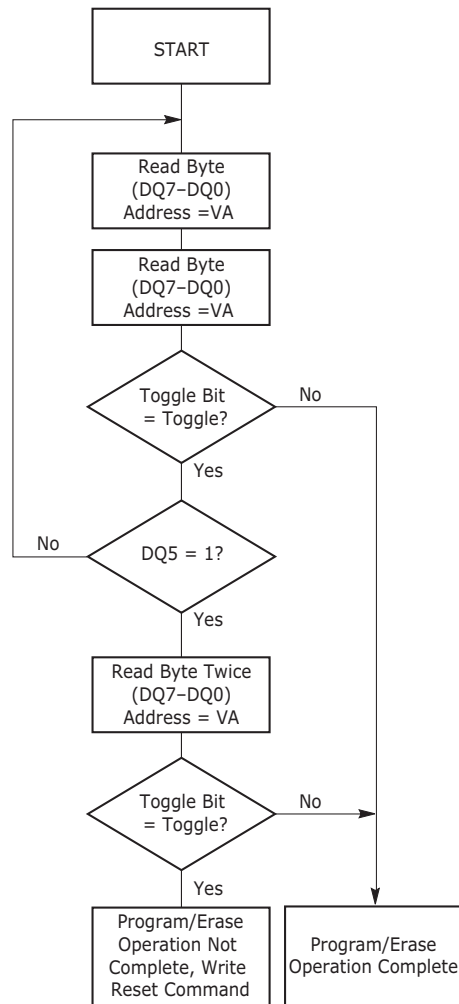 START
Read Byte
(DQ7–DQ0)
Address =VA
Read Byte
(DQ7–DQ0)
Address =VA
Toggle Bit
= Toggle?
No
Yes
No
DQ5 = 1?
Yes
Read Byte Twice
(DQ7–DQ0)
Address = VA
Toggle Bit
= Toggle?
No
Yes
Program/Erase
Operation Not
Complete, Write
Reset Command
Program/Erase
Operation Complete